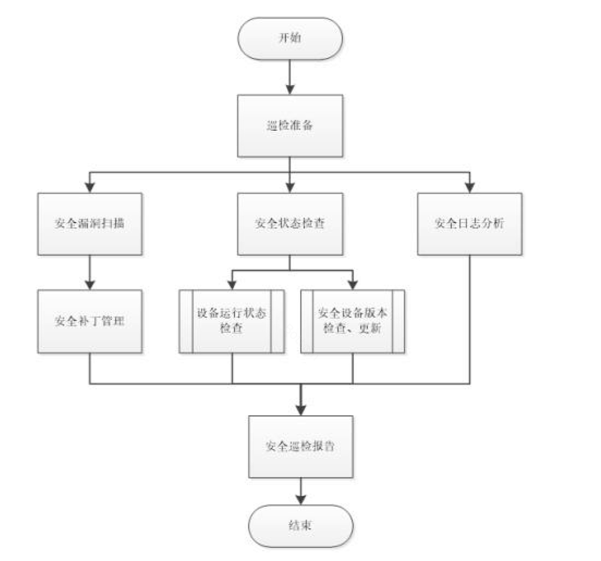 开始
巡检准备
安全漏洞扫描
安全状态检查
安全日志分析
安全补丁管理
设备运行状态
检查
安全设备版本
检查、更新
安全巡检报告
结束